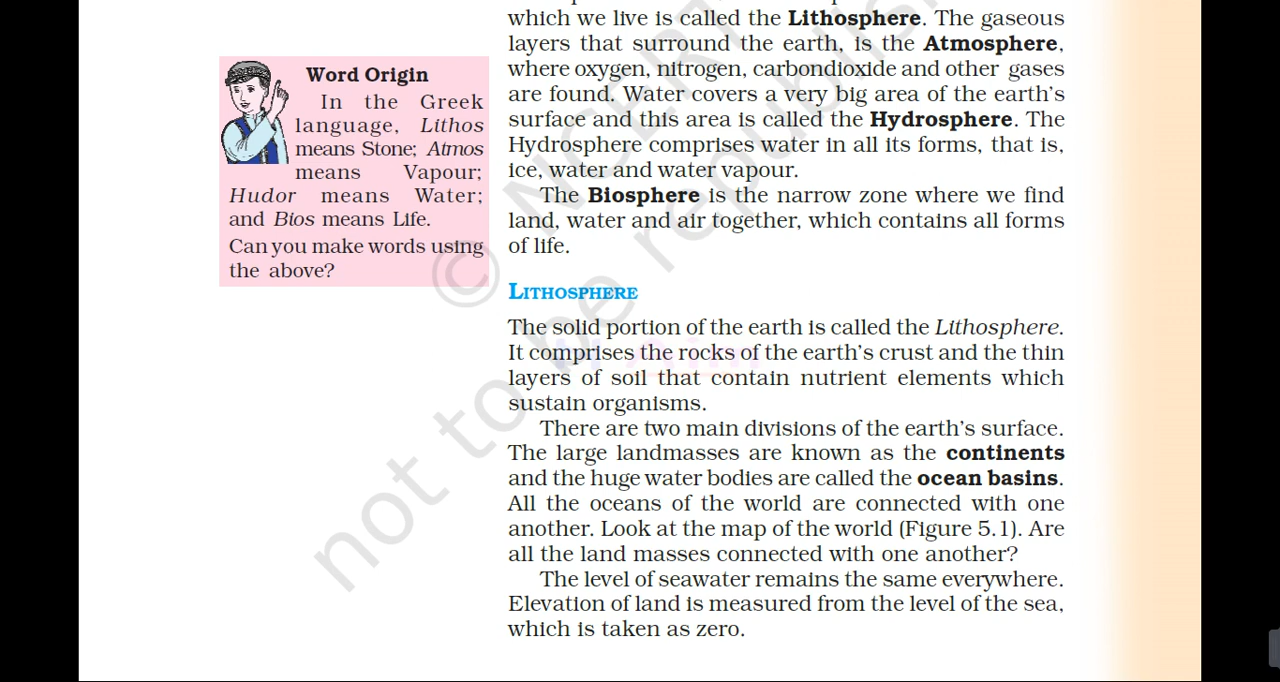 which we live is called the Lithosphere. The gaseous
layers that surround the earth, is the Atmosphere,
where oxygen, nitrogen, carbondioxide and other gases
are found. Water covers a very big area of the earth's
surface and this area is called the Hydrosphere. The
Hydrosphere comprises water in all its forms, that is,
ice, water and water vapour.
The Biosphere is the narrow zone where we find
land, water and air together, which contains all forms
of life.
Word Origin
In the Greek
language, Lithos
means Stone; Atmos
means Vapour;
Hudor means Water;
and Bios means Life.
Can you make words using
the above?
LITHOSPHERE
The solid portion of the earth is called the Lithosphere.
It comprises the rocks of the earth's crust and the thin
layers of soil that contain nutrient elements which
sustain organisms.
There are two main divisions of the earth's surface.
The large landmasses are known as the continents
and the huge water bodies are called the ocean basins.
All the oceans of the world are connected with one
another. Look at the map of the world (Figure 5.1). Are
all the land masses connected with one another?
The level of seawater remains the same everywhere.
Elevation of land is measured from the level of the sea,
which is taken as zero.
© NCERT
not to be republis